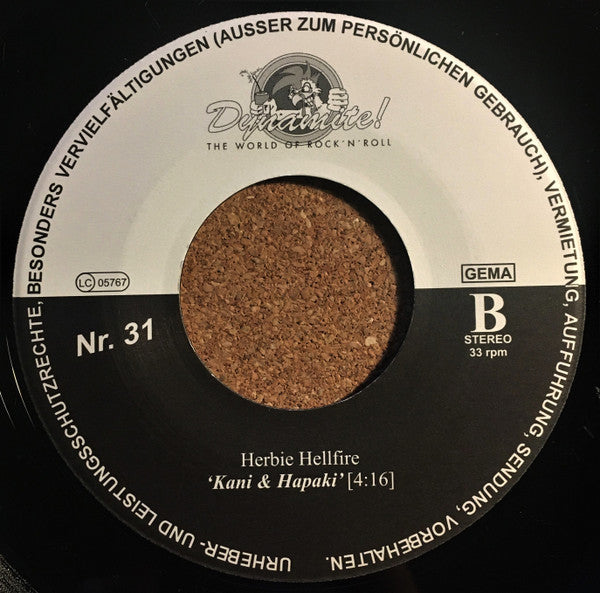 URHEBER- UND LEISTUNGSSCHUTZRECHTE, BESONDERS VERVIELFÄLTIGUNGEN (AUSSER ZUM PERSÖNLICHEN GEBRAUCH), VERMIETUNG, AUFFÜHRUNG, SENDUNG, VORBEHALTEN.
Dynamite!
THE WORLD OF ROCK'N'ROLL
LC 05767
GEMA
Nr. 31
B
STEREO
33 rpm
Herbie Hellfire
‘Kani & Hapaki’ [4:16]